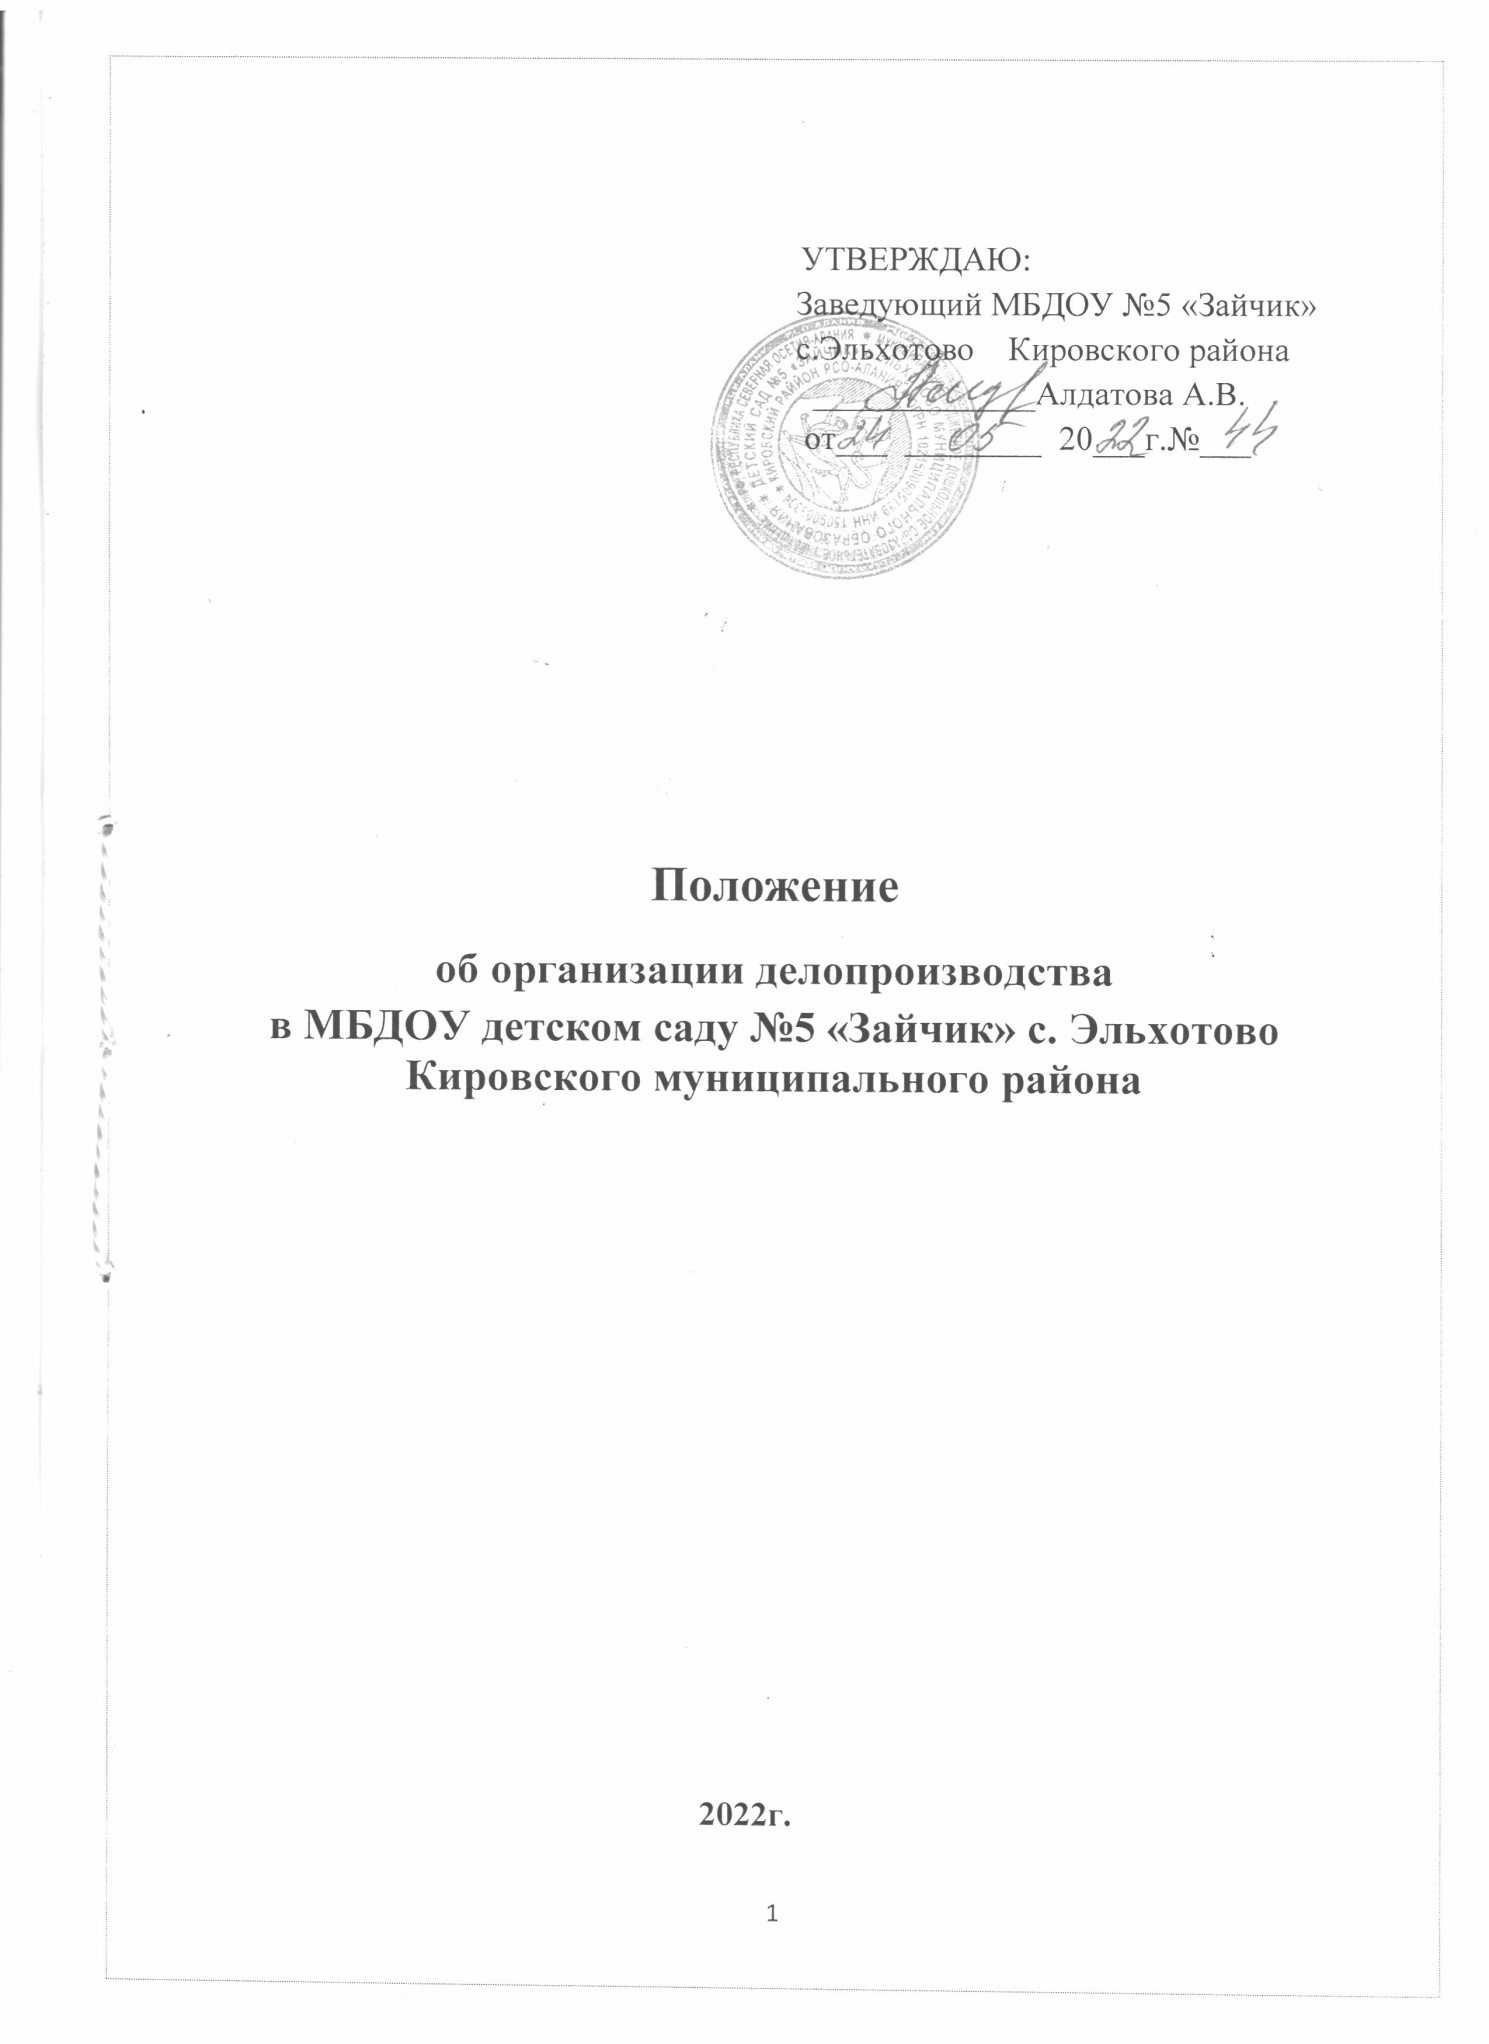 УТВЕРЖДАЮ:
Заведующий МБДОУ №5 «Зайчик»
с.Эльхотово Кировского района
____________Алдатова А.В.
от 24 05 2022г.№ 44
Положение
об организации делопроизводства
в МБДОУ детском саду №5 «Зайчик» с. Эльхотово
Кировского муниципального района
2022г.
1